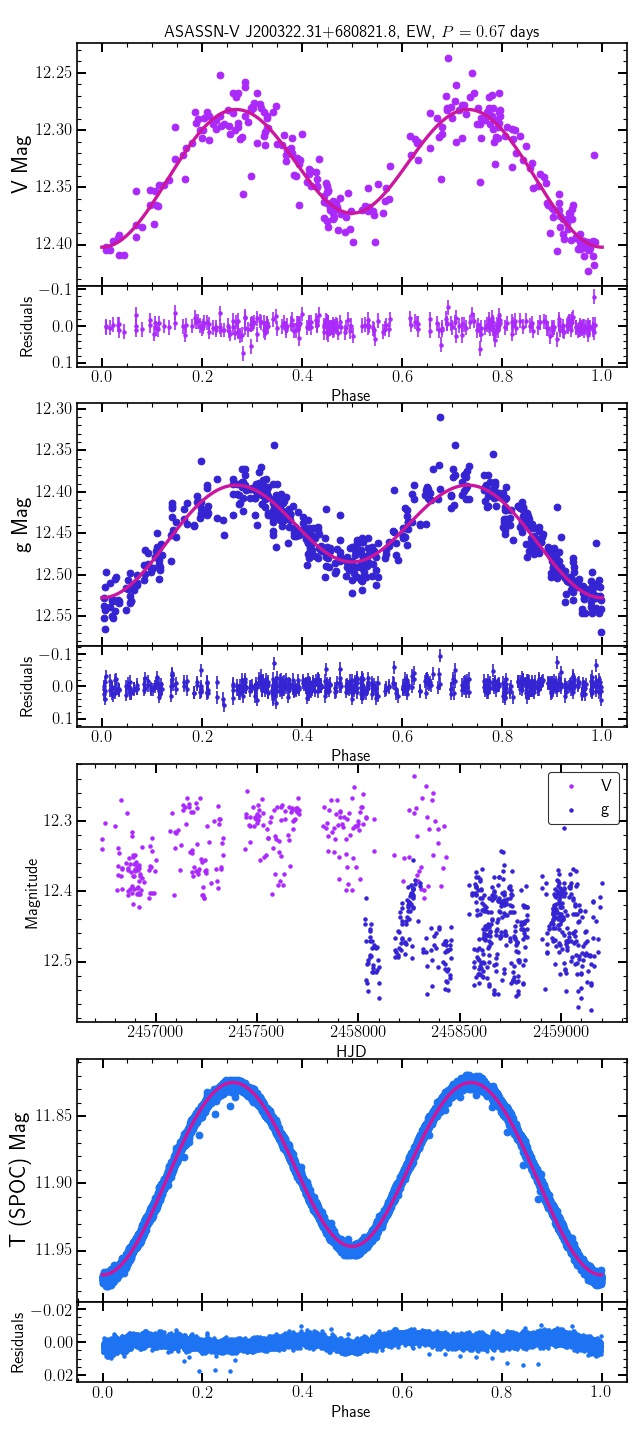 ASASSN-V J200322.31+680821.8, EW, P = 0.67 days
V Mag
12.25
12.30
12.35
12.40
Residuals
−0.1
0.0
0.1
0.0 0.2 0.4 0.6 0.8 1.0
Phase
g Mag
12.30
12.35
12.40
12.45
12.50
12.55
Residuals
−0.1
0.0
0.1
0.0 0.2 0.4 0.6 0.8 1.0
Phase
Magnitude
12.3
12.4
12.5
V
g
2457000 2457500 2458000 2458500 2459000
HJD
T (SPOC) Mag
11.85
11.90
11.95
Residuals
−0.02
0.00
0.02
0.0 0.2 0.4 0.6 0.8 1.0
Phase